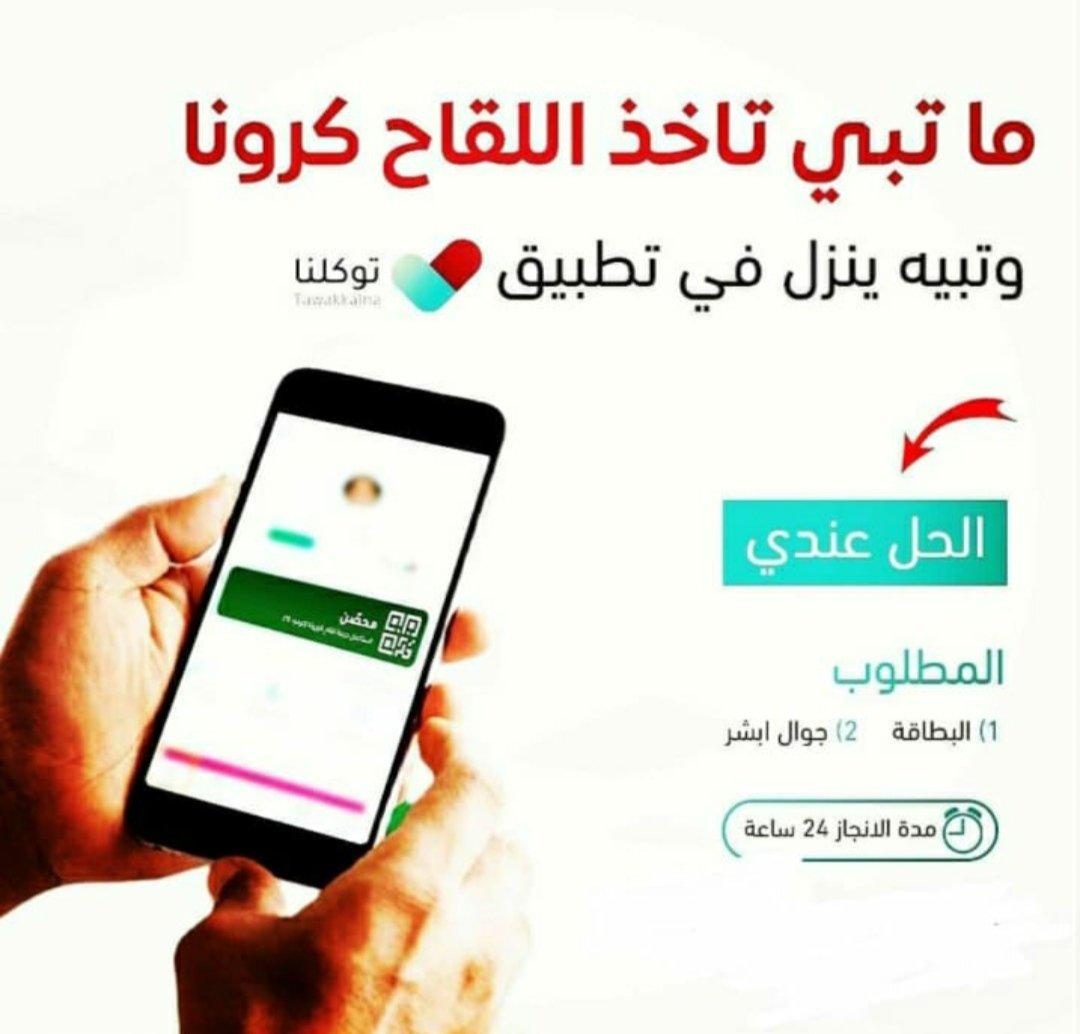 ما تبي تاخذ اللقاح كرونا
وتبيه ينزل في تطبيق توكلنا
Tawakkalna
الحل عندي
محصّن
المطلوب
1) البطاقة 2) جوال ابشر
مدة الانجاز 24 ساعة